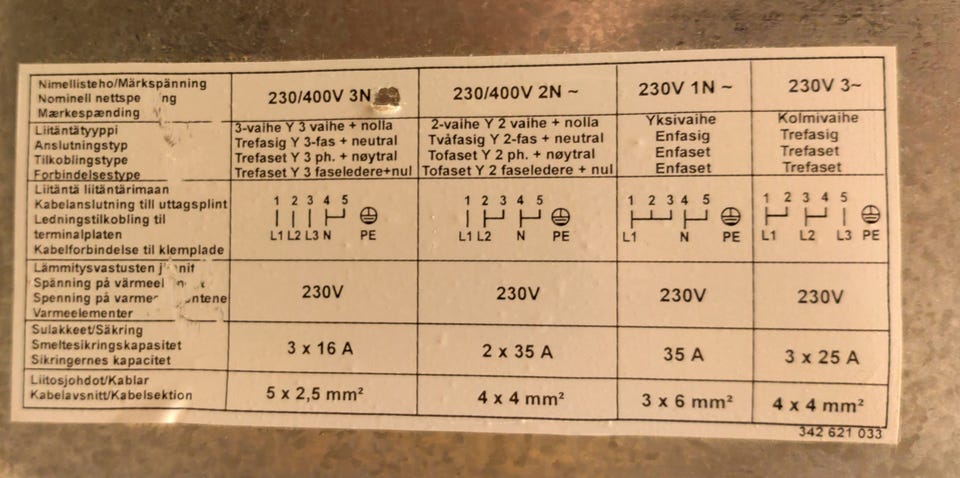 Nimellisteho/Märkspänning
Nominell nettspe ng
Mærkespænding
230/400V 3N
230/400V 2N ~
230V 1N ~
230V 3~
Liitäntätyyppi
Anslutningstyp
Tilkoblingstype
Forbindelsestype
3-vaihe Y 3 vaihe + nolla
Trefasig Y 3-fas + neutral
Trefaset Y 3 ph. + nøytral
Trefaset Y 3 faseledere+nul
2-vaihe Y 2 vaihe + nolla
Tvåfasig Y 2-fas + neutral
Tofaset Y 2 ph. + nøytral
Tofaset Y 2 faseledere + nul
Yksivaihe
Enfasig
Enfaset
Enfaset
Kolmivaihe
Trefasig
Trefaset
Trefaset
Liitäntä liitäntärimaan
Kabelanslutning till uttagsplint
Ledningstilkobling til
terminalplaten
Kabelforbindelse til klemplade
1 2 3 4 5
L1 L2 L3 N PE
1 2 3 4 5
L1 L2 N PE
1 2 3 4 5
L1 N PE
1 2 3 4 5
L1 L2 L3 PE
Lämmitysvastusten
Spänning på värmeel
Spenning på varme ntene
Varmeelementer
230V
230V
230V
230V
Sulakkeet/Säkring
Smeltesikringskapasitet
Sikringernes kapacitet
3 x 16 A
2 x 35 A
35 A
3 x 25 A
Liitosjohdot/Kablar
Kabelavsnitt/Kabelsektion
5 x 2,5 mm²
4 x 4 mm²
3 x 6 mm²
4 x 4 mm²
342 621 033